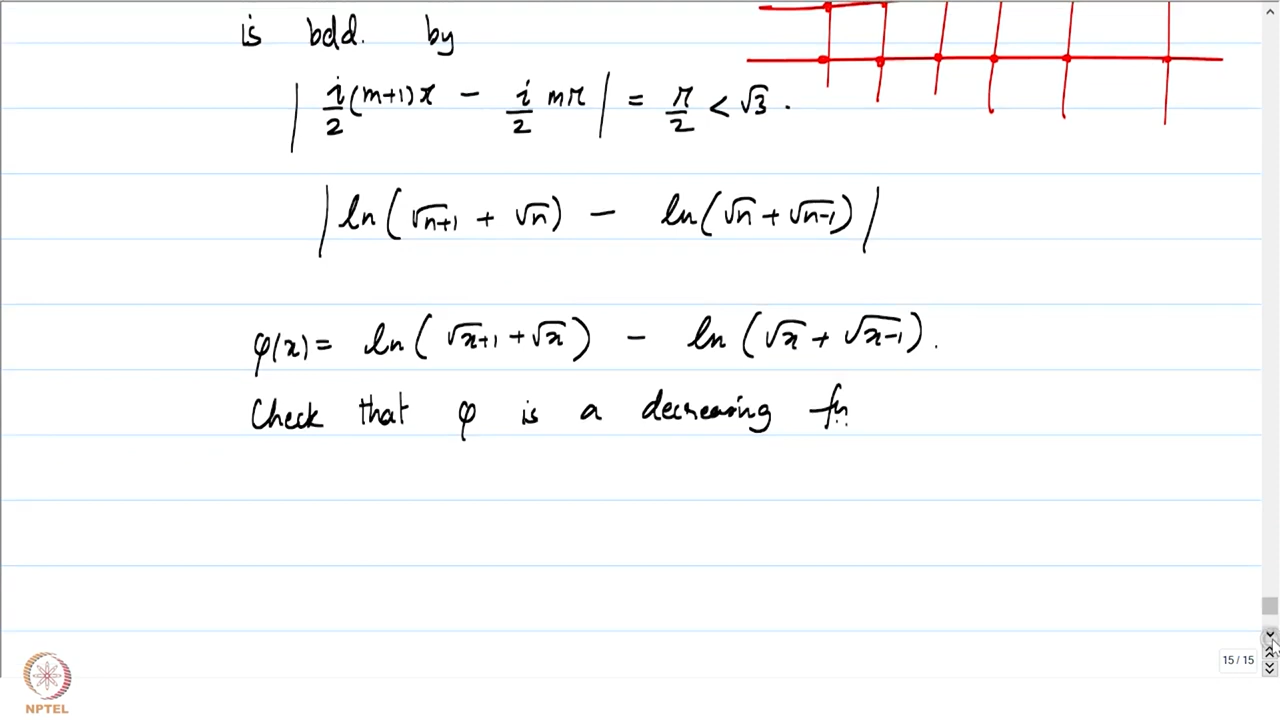 is bdd. by
| i/2 (m+1)π - i/2 mπ | = π/2 < √3 .
| ln(√n+1 + √n) - ln(√n + √n-1) |
φ(x) = ln(√x+1 + √x) - ln(√x + √x-1).
Check that φ is a decreasing fn.
15 / 15
NPTEL